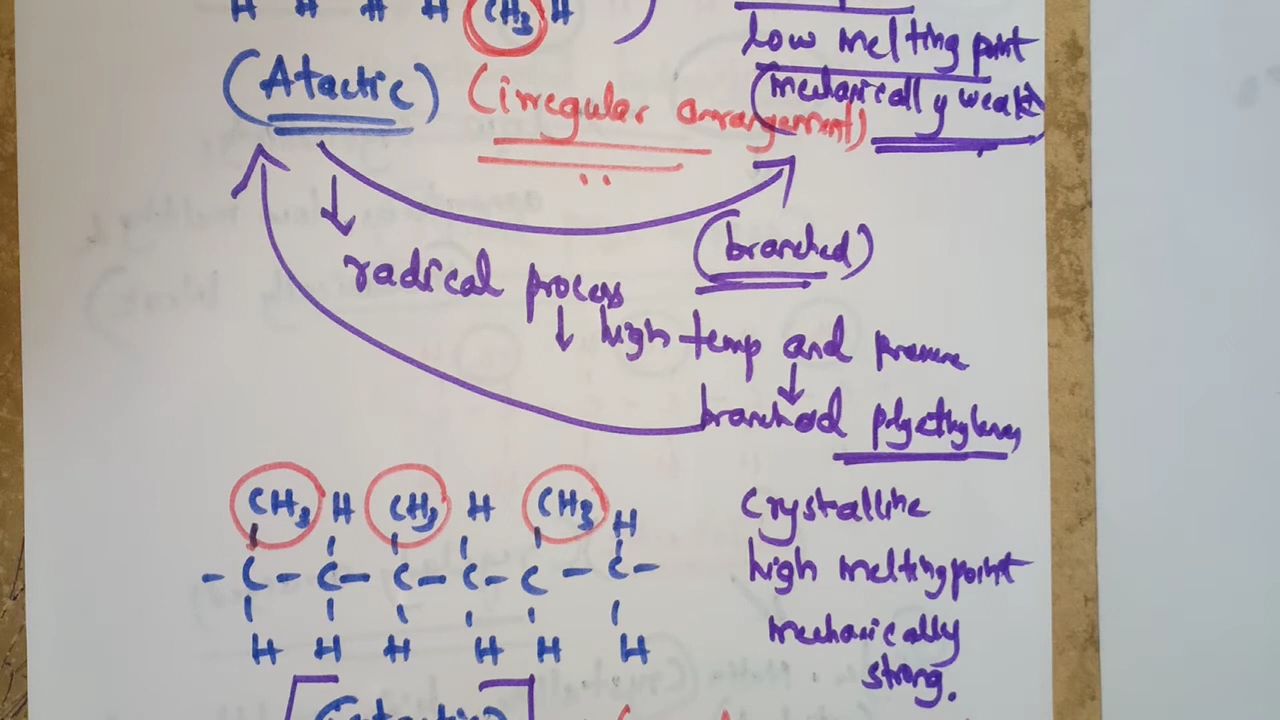 H H H H CH3 H
low melting point
(Atactic) (irregular arrangement) (mechanically weak)
(branched)
radical process
high temp and pressure
branched polyethylenes
CH3 H CH3 H CH3 H
- C - C - C - C - C - C -
H H H H H H
Crystalline
high melting point
mechanically
strong.